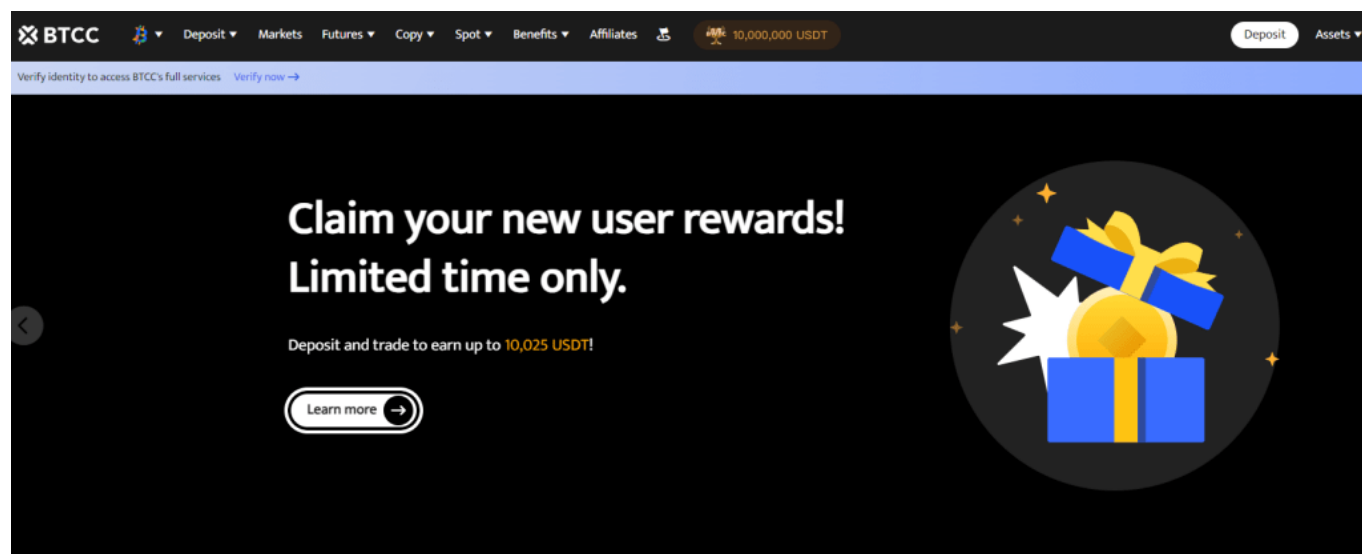 BTCC
Deposit ▾ Markets Futures ▾ Copy ▾ Spot ▾ Benefits ▾ Affiliates 10,000,000 USDT Deposit Assets ▾
Verify identity to access BTCC's full services Verify now →
Claim your new user rewards!
Limited time only.
Deposit and trade to earn up to 10,025 USDT!
Learn more →